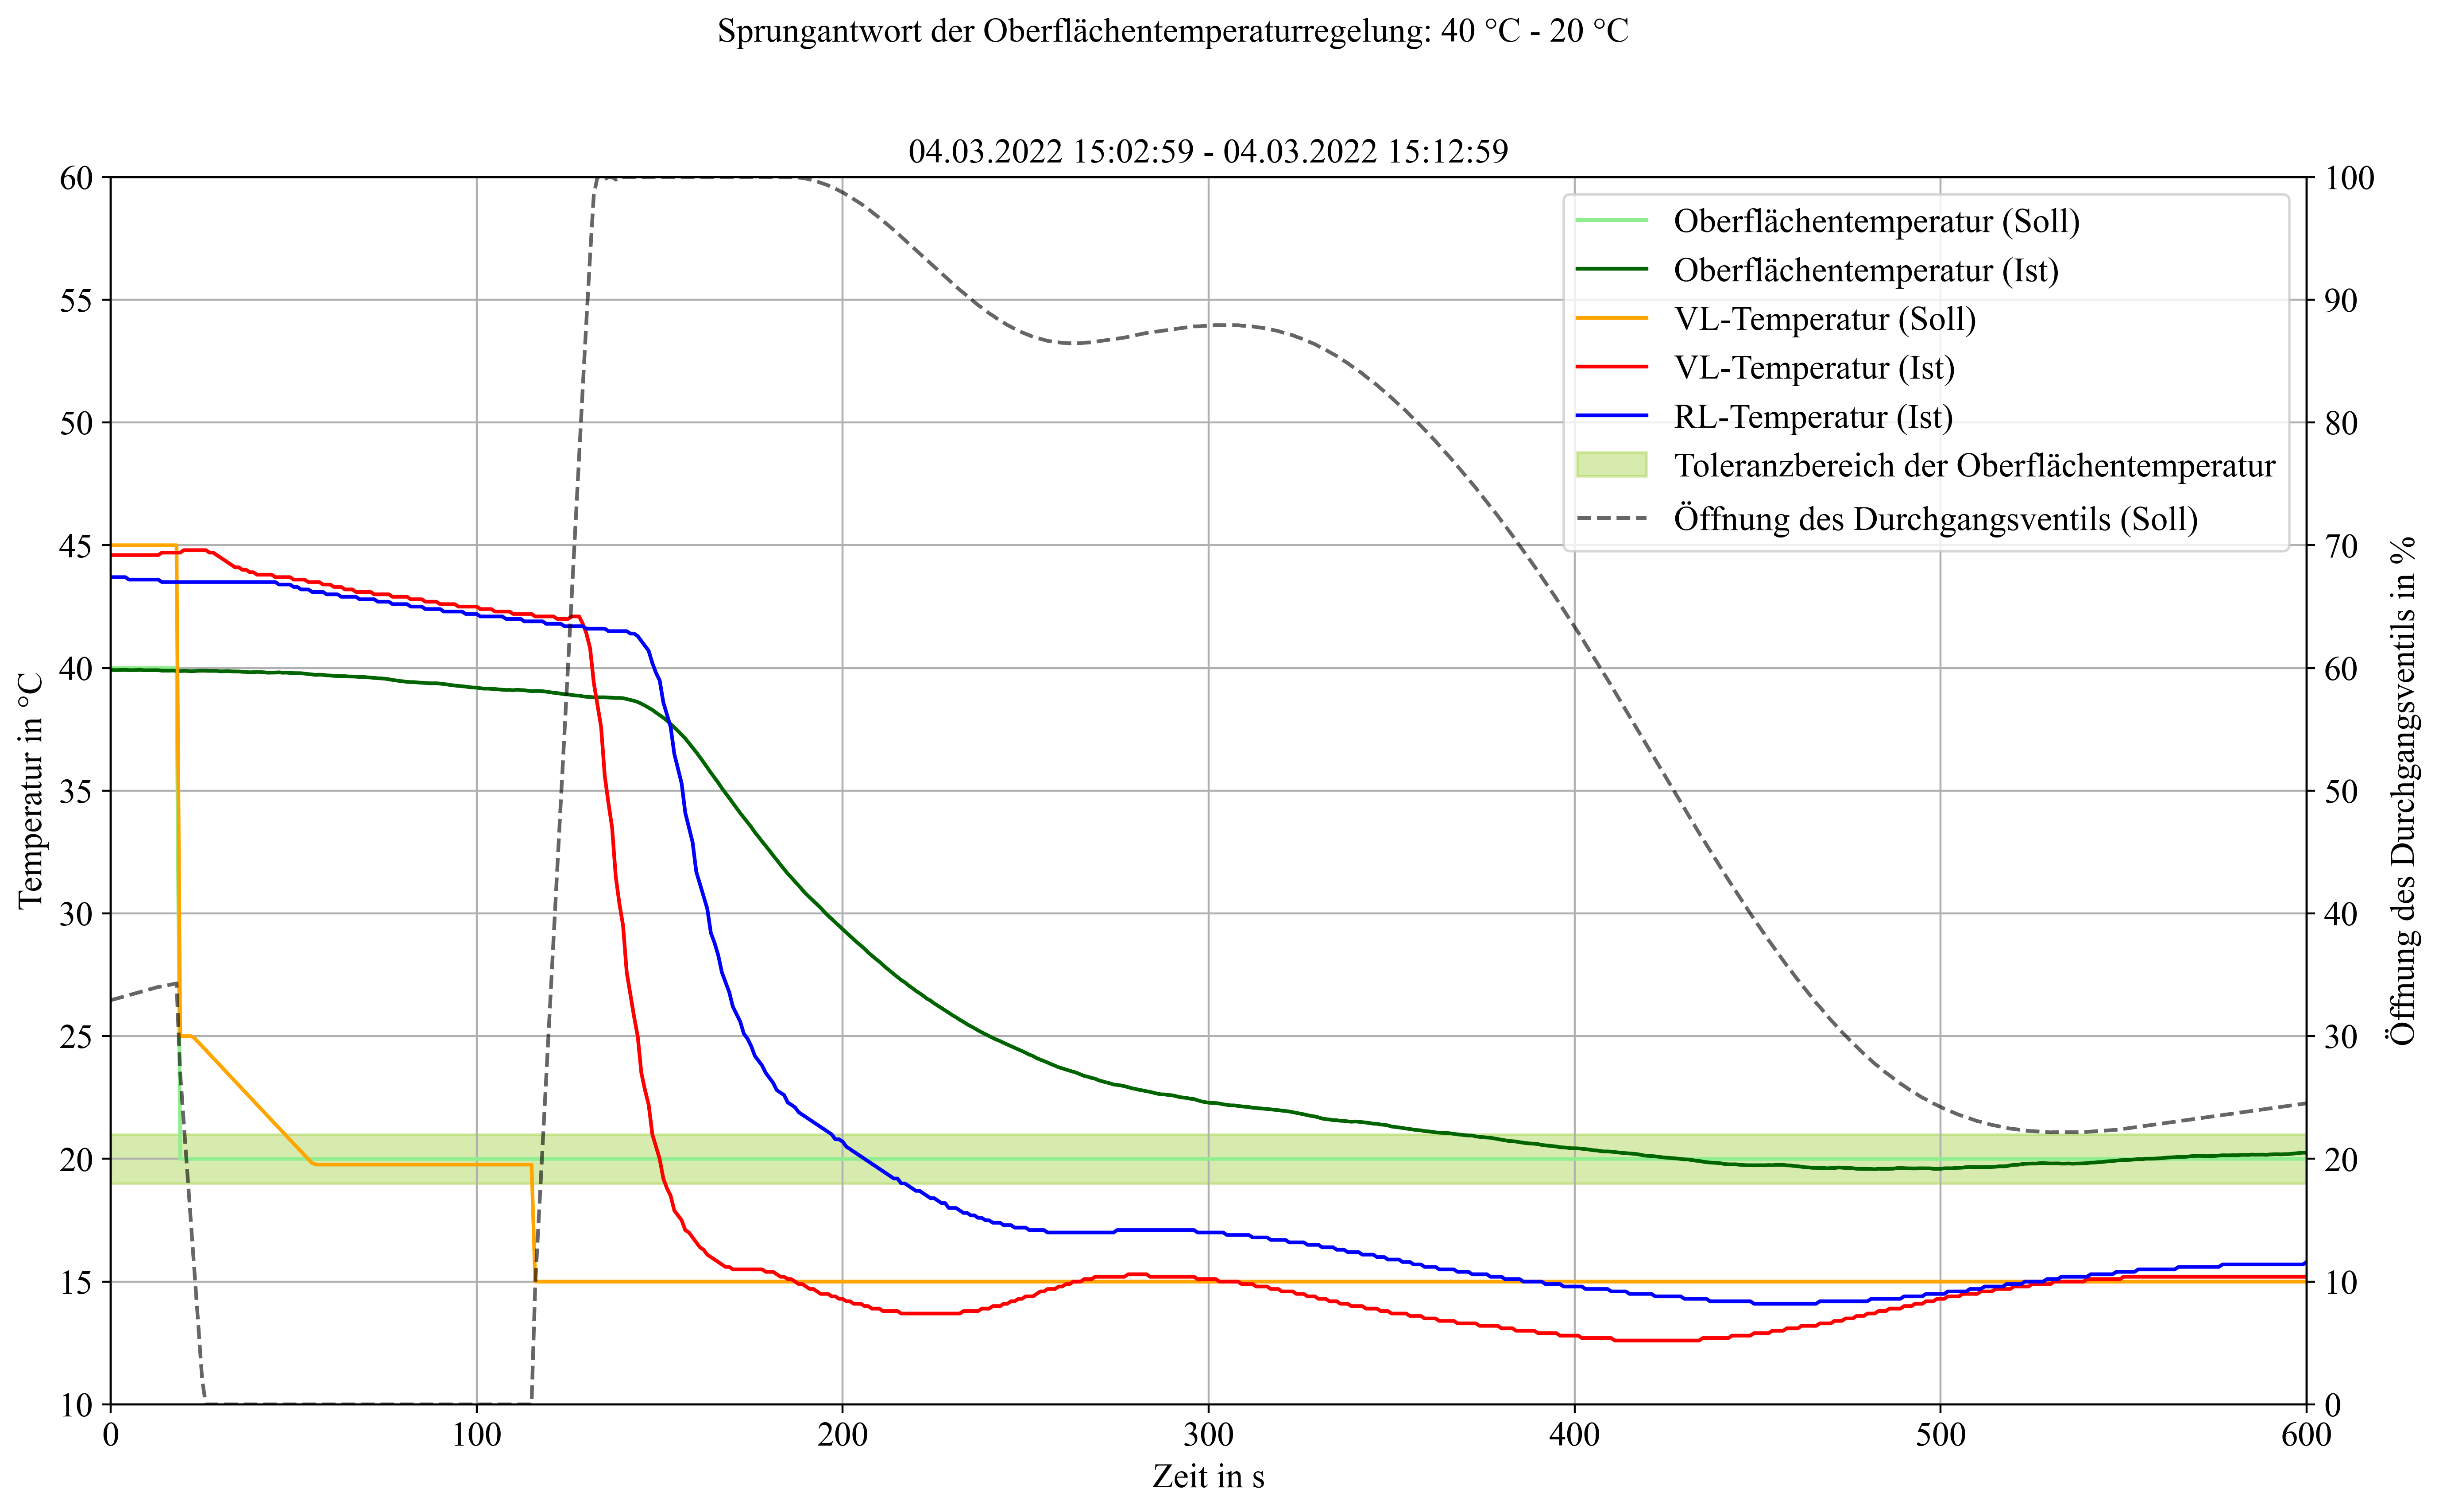 Sprungantwort der Oberflächentemperaturregelung: 40 °C - 20 °C
04.03.2022 15:02:59 - 04.03.2022 15:12:59
Temperatur in °C
60
55
50
45
40
35
30
25
20
15
10
Oberflächentemperatur (Soll)
Oberflächentemperatur (Ist)
VL-Temperatur (Soll)
VL-Temperatur (Ist)
RL-Temperatur (Ist)
Toleranzbereich der Oberflächentemperatur
Öffnung des Durchgangsventils (Soll)
100
90
80
70
60
50
40
30
20
10
0
Öffnung des Durchgangsventils in %
0 100 200 300 400 500 600
Zeit in s